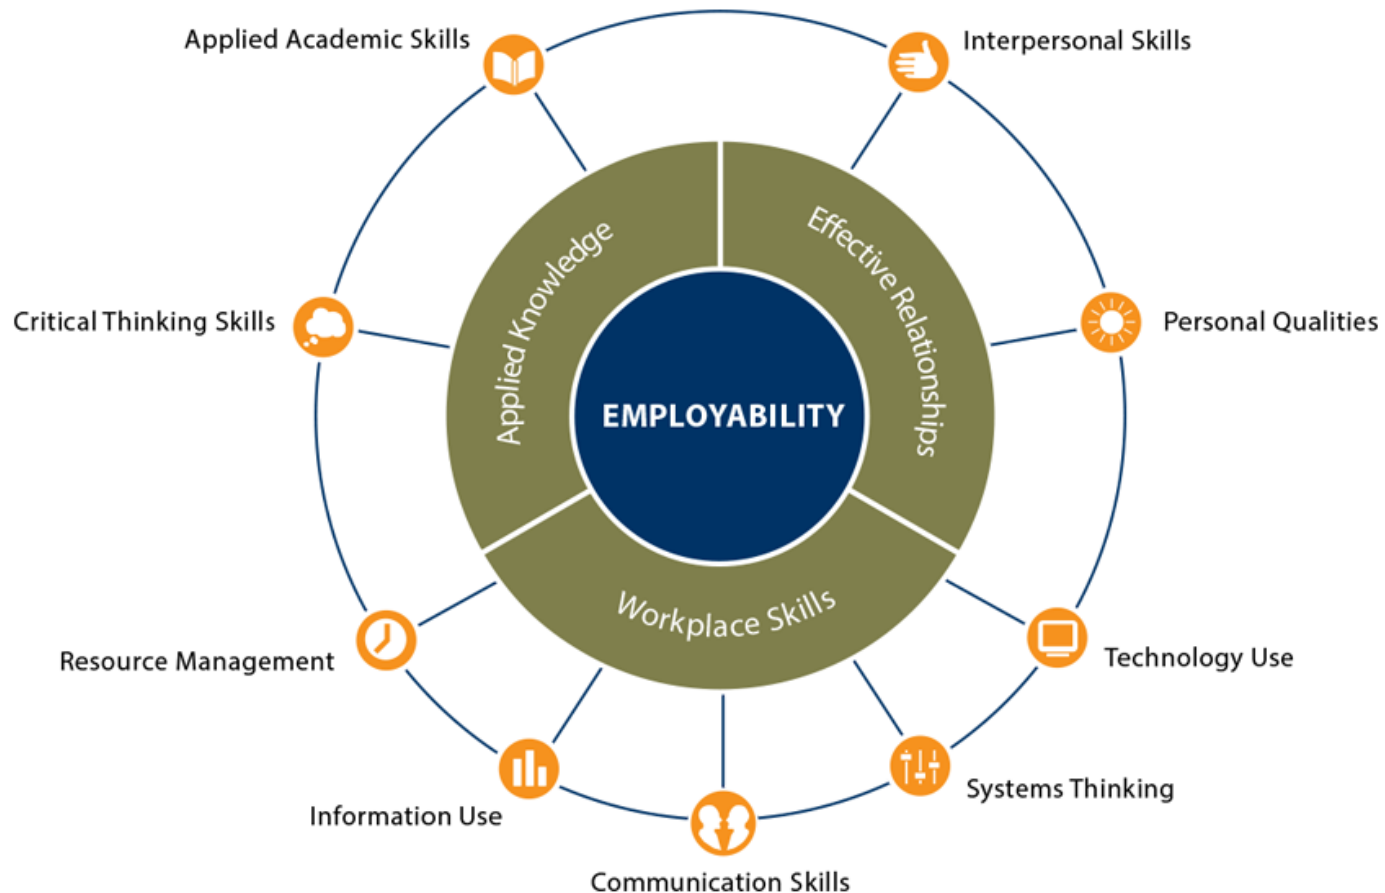 Applied Academic Skills
Interpersonal Skills
Critical Thinking Skills
Personal Qualities
Applied Knowledge
Effective Relationships
EMPLOYABILITY
Workplace Skills
Resource Management
Technology Use
Information Use
Systems Thinking
Communication Skills